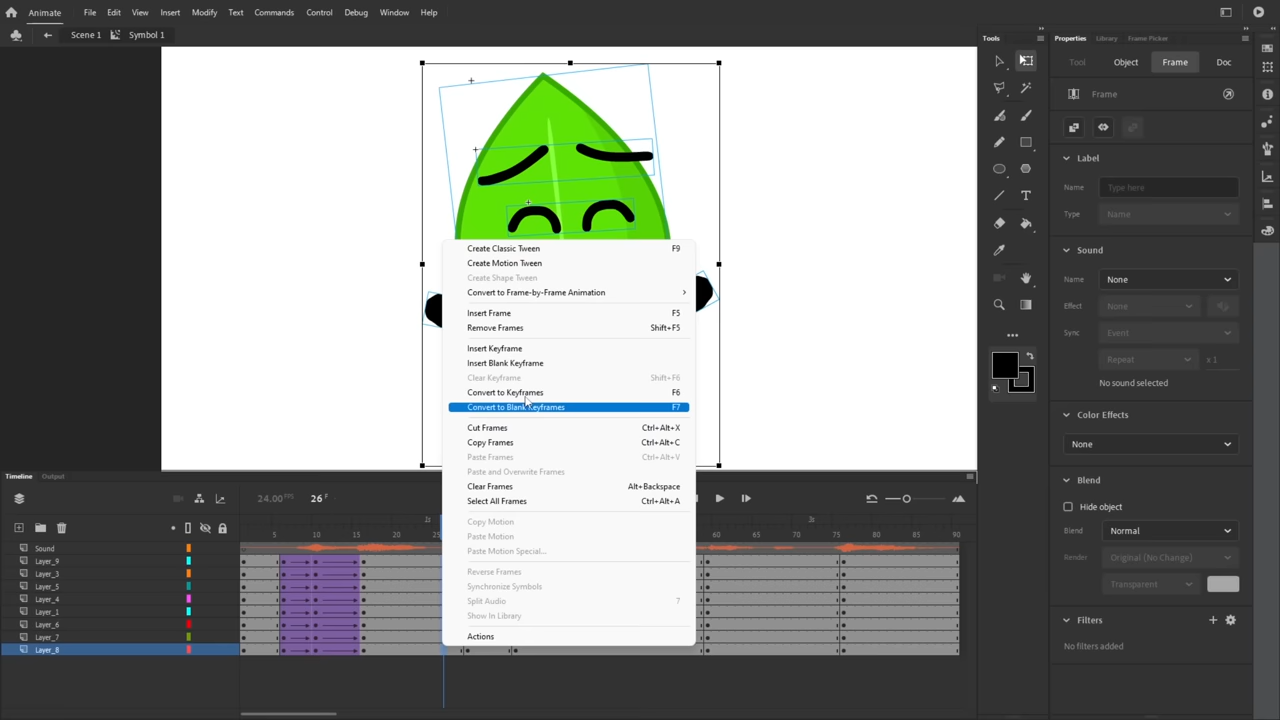 Animate File Edit View Insert Modify Text Commands Control Debug Window Help
Scene 1 Symbol 1
Tools
Properties Library Frame Picker
Tool Object Frame Doc
Frame
Label
Name Type here
Type Name
Sound
Name None
Effect
Sync Event
Repeat x 1
No sound selected
Color Effects
None
Blend
Hide object
Blend Normal
Render Original (No Change)
Transparent
Filters
No filters added
Create Classic Tween F9
Create Motion Tween
Create Shape Tween
Convert to Frame-by-Frame Animation
Insert Frame F5
Remove Frames Shift+F5
Insert Keyframe
Insert Blank Keyframe
Clear Keyframe Shift+F6
Convert to Keyframes F6
Convert to Blank Keyframes F7
Cut Frames Ctrl+Alt+X
Copy Frames Ctrl+Alt+C
Paste Frames Ctrl+Alt+V
Paste and Overwrite Frames
Clear Frames Alt+Backspace
Select All Frames Ctrl+Alt+A
Copy Motion
Paste Motion
Paste Motion Special...
Reverse Frames
Synchronize Symbols
Split Audio 7
Show In Library
Actions
Timeline Output
24.00 FPS 26 F
1s 3s
5 10 15 20 25 60 65 70 75 80 85 90
Sound
Layer_9
Layer_3
Layer_5
Layer_4
Layer_1
Layer_6
Layer_7
Layer_8